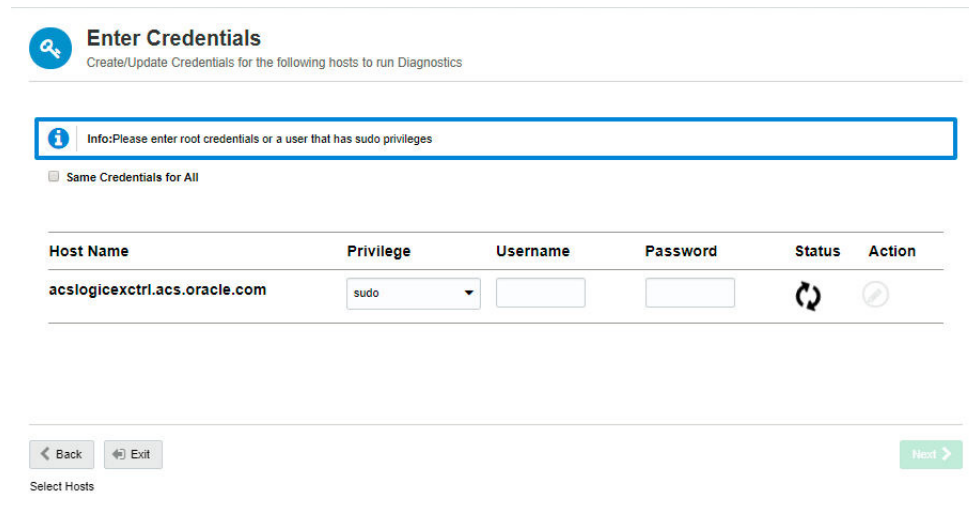 Enter Credentials
Create/Update Credentials for the following hosts to run Diagnostics
Info:Please enter root credentials or a user that has sudo privileges
Same Credentials for All
Host Name Privilege Username Password Status Action
acslogicexctrl.acs.oracle.com sudo
Back Exit Next
Select Hosts